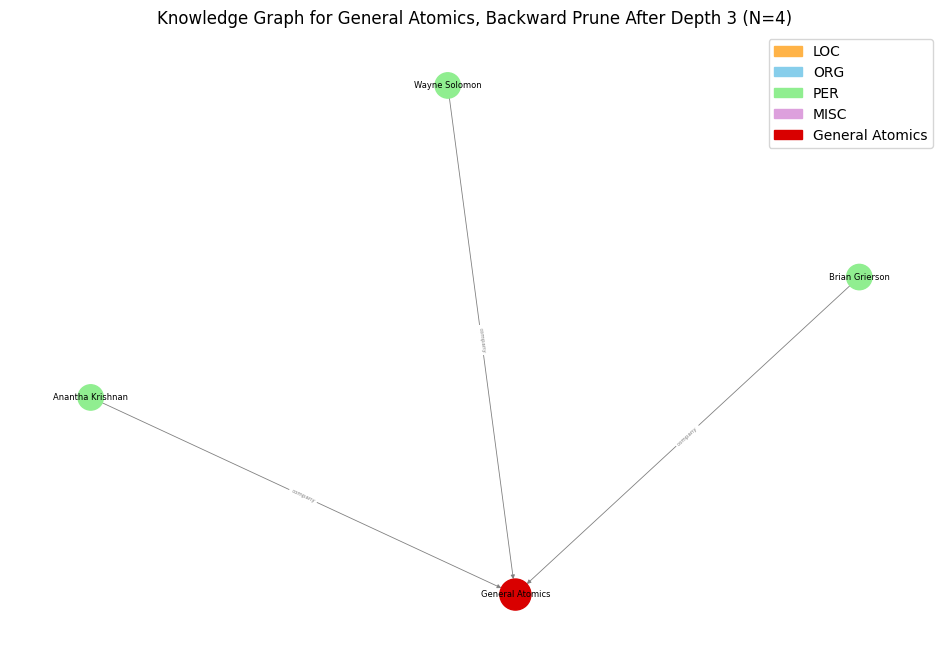 Knowledge Graph for General Atomics, Backward Prune After Depth 3 (N=4)
LOC
ORG
PER
MISC
General Atomics
Wayne Solomon
Brian Grierson
company
Anantha Krishnan
company
company
General Atomics